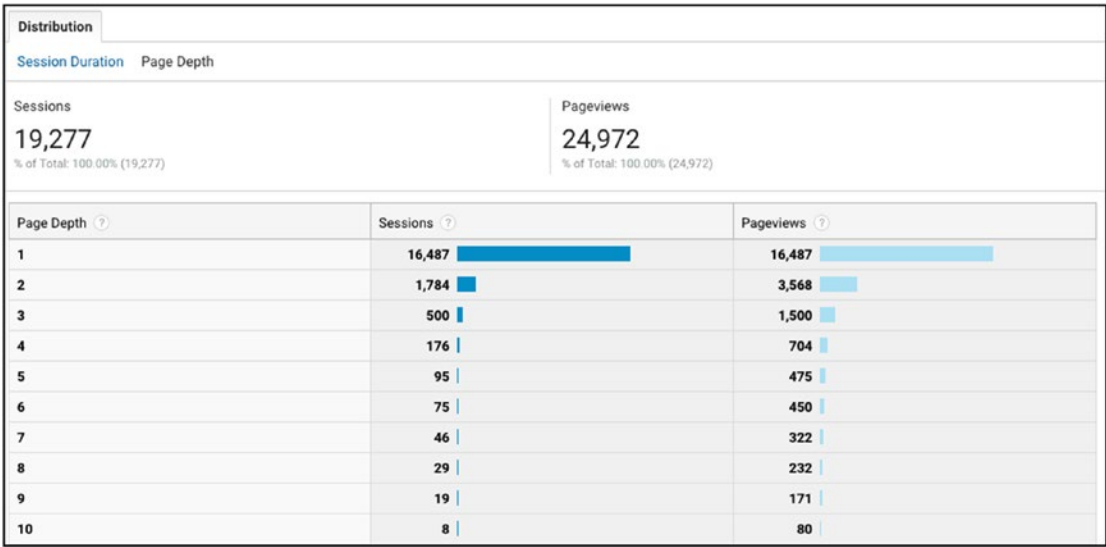 Distribution
Session Duration Page Depth
Sessions Pageviews
19,277 24,972
% of Total: 100.00% (19,277) % of Total: 100.00% (24,972)
Page Depth ? Sessions ? Pageviews ?
1 16,487 16,487
2 1,784 3,568
3 500 1,500
4 176 704
5 95 475
6 75 450
7 46 322
8 29 232
9 19 171
10 8 80